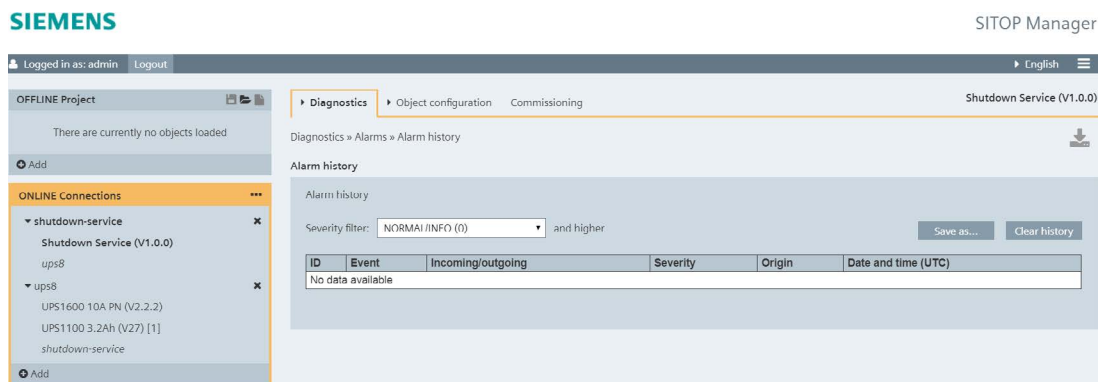 SIEMENS
SITOP Manager
Logged in as: admin Logout
English
OFFLINE Project
There are currently no objects loaded
Add
ONLINE Connections
shutdown-service
Shutdown Service (V1.0.0)
ups8
ups8
UPS1600 10A PN (V2.2.2)
UPS1100 3.2Ah (V27) [1]
shutdown-service
Add
Diagnostics Object configuration Commissioning
Shutdown Service (V1.0.0)
Diagnostics » Alarms » Alarm history
Alarm history
Alarm history
Severity filter: NORMAL/INFO (0) and higher
Save as... Clear history
ID Event Incoming/outgoing Severity Origin Date and time (UTC)
No data available